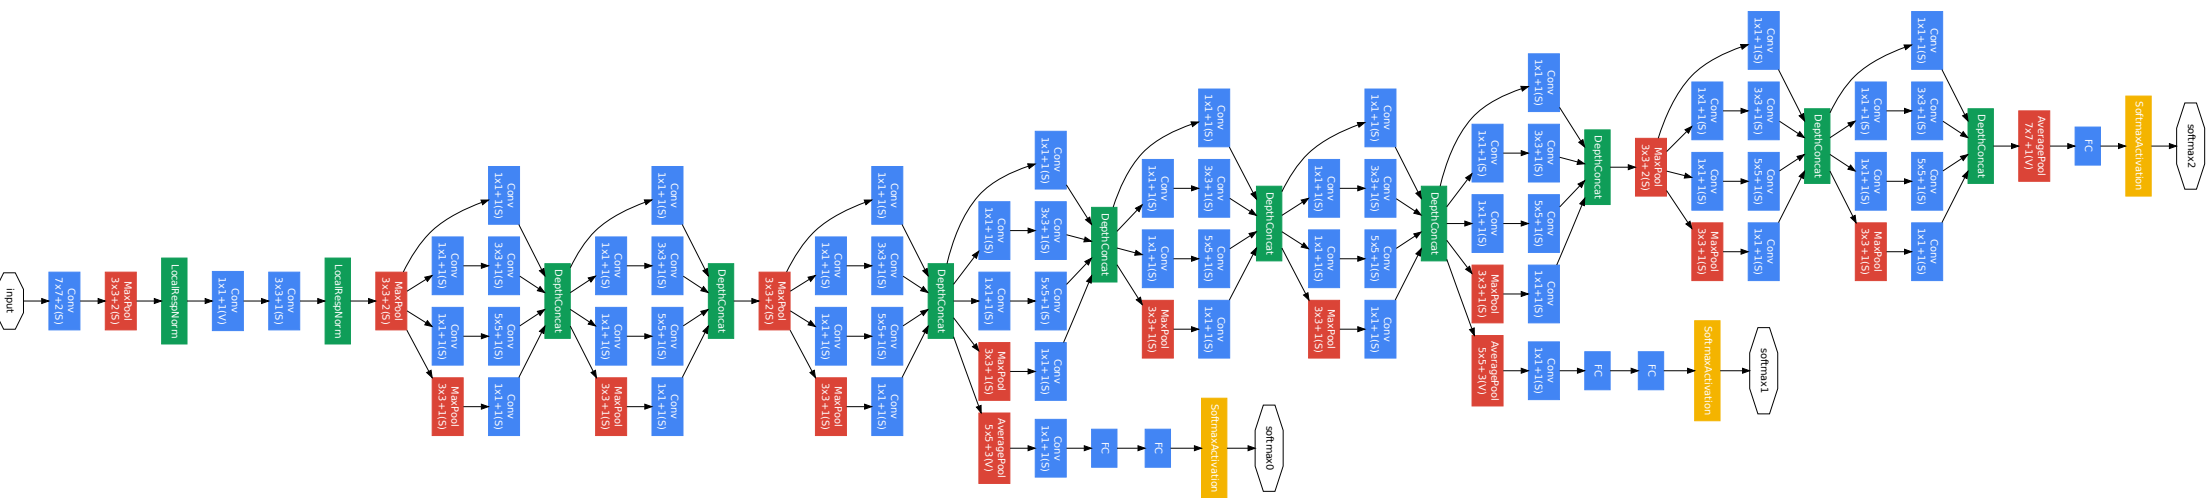 input
Conv
7x7+2(S)
MaxPool
3x3+2(S)
LocalRespNorm
Conv
1x1+1(V)
Conv
3x3+1(S)
LocalRespNorm
MaxPool
3x3+2(S)
Conv
1x1+1(S)
Conv
1x1+1(S)
MaxPool
3x3+1(S)
Conv
1x1+1(S)
Conv
3x3+1(S)
Conv
5x5+1(S)
Conv
1x1+1(S)
DepthConcat
Conv
1x1+1(S)
Conv
1x1+1(S)
MaxPool
3x3+1(S)
Conv
1x1+1(S)
Conv
3x3+1(S)
Conv
5x5+1(S)
Conv
1x1+1(S)
DepthConcat
MaxPool
3x3+2(S)
Conv
1x1+1(S)
Conv
1x1+1(S)
MaxPool
3x3+1(S)
Conv
1x1+1(S)
Conv
3x3+1(S)
Conv
5x5+1(S)
Conv
1x1+1(S)
DepthConcat
Conv
1x1+1(S)
Conv
1x1+1(S)
MaxPool
3x3+1(S)
AveragePool
5x5+3(V)
Conv
1x1+1(S)
Conv
3x3+1(S)
Conv
5x5+1(S)
Conv
1x1+1(S)
Conv
1x1+1(S)
DepthConcat
FC
Conv
1x1+1(S)
Conv
1x1+1(S)
MaxPool
3x3+1(S)
FC
Conv
1x1+1(S)
Conv
3x3+1(S)
Conv
5x5+1(S)
Conv
1x1+1(S)
SoftmaxActivation
DepthConcat
softmax0
Conv
1x1+1(S)
Conv
1x1+1(S)
MaxPool
3x3+1(S)
Conv
1x1+1(S)
Conv
3x3+1(S)
Conv
5x5+1(S)
Conv
1x1+1(S)
DepthConcat
Conv
1x1+1(S)
Conv
1x1+1(S)
MaxPool
3x3+1(S)
AveragePool
5x5+3(V)
Conv
1x1+1(S)
Conv
3x3+1(S)
Conv
5x5+1(S)
Conv
1x1+1(S)
Conv
1x1+1(S)
DepthConcat
FC
MaxPool
3x3+2(S)
FC
Conv
1x1+1(S)
Conv
1x1+1(S)
MaxPool
3x3+1(S)
SoftmaxActivation
Conv
1x1+1(S)
Conv
3x3+1(S)
Conv
5x5+1(S)
Conv
1x1+1(S)
softmax1
DepthConcat
Conv
1x1+1(S)
Conv
1x1+1(S)
MaxPool
3x3+1(S)
Conv
1x1+1(S)
Conv
3x3+1(S)
Conv
5x5+1(S)
Conv
1x1+1(S)
DepthConcat
AveragePool
7x7+1(V)
FC
SoftmaxActivation
softmax2